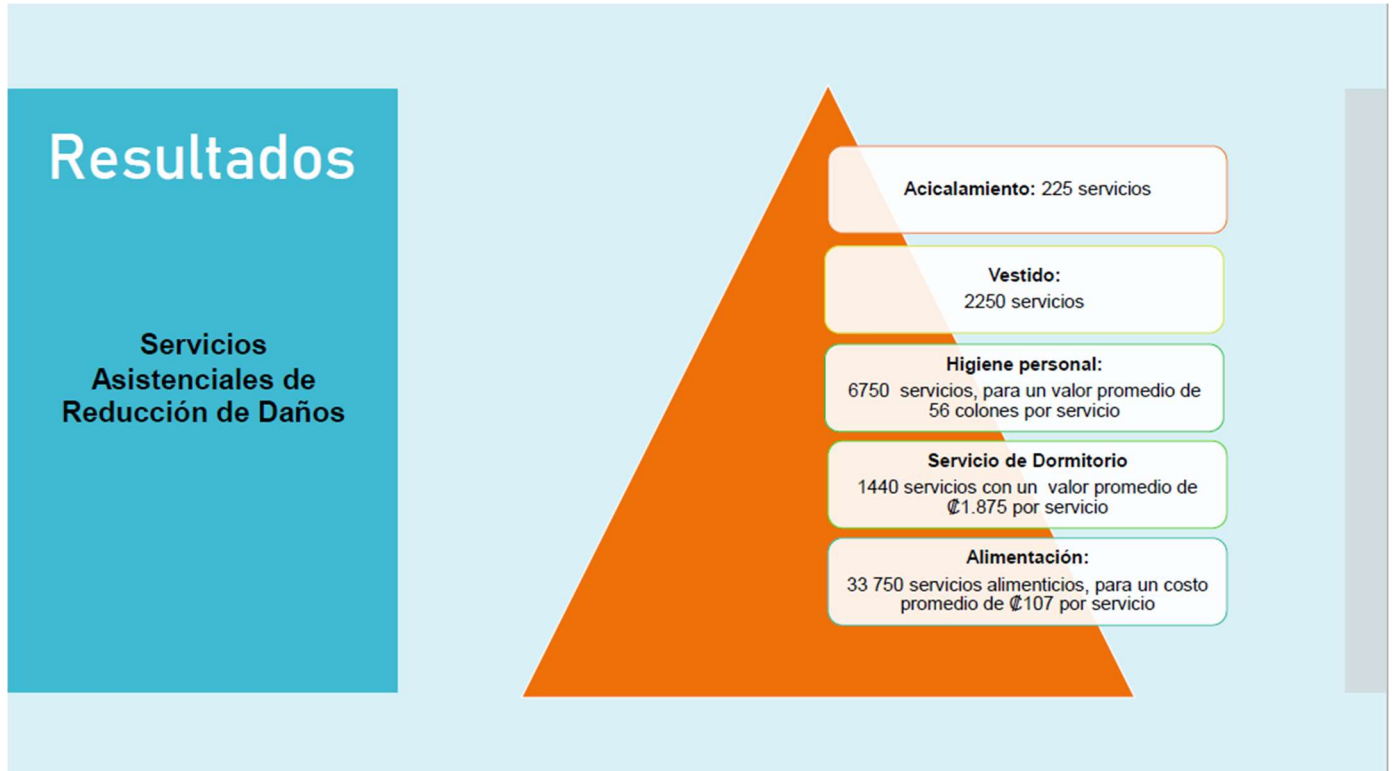 Resultados
Servicios
Asistenciales de
Reducción de Daños
Acicalamiento: 225 servicios
Vestido:
2250 servicios
Higiene personal:
6750 servicios, para un valor promedio de
56 colones por servicio
Servicio de Dormitorio
1440 servicios con un valor promedio de
₡1.875 por servicio
Alimentación:
33 750 servicios alimenticios, para un costo
promedio de ₡107 por servicio